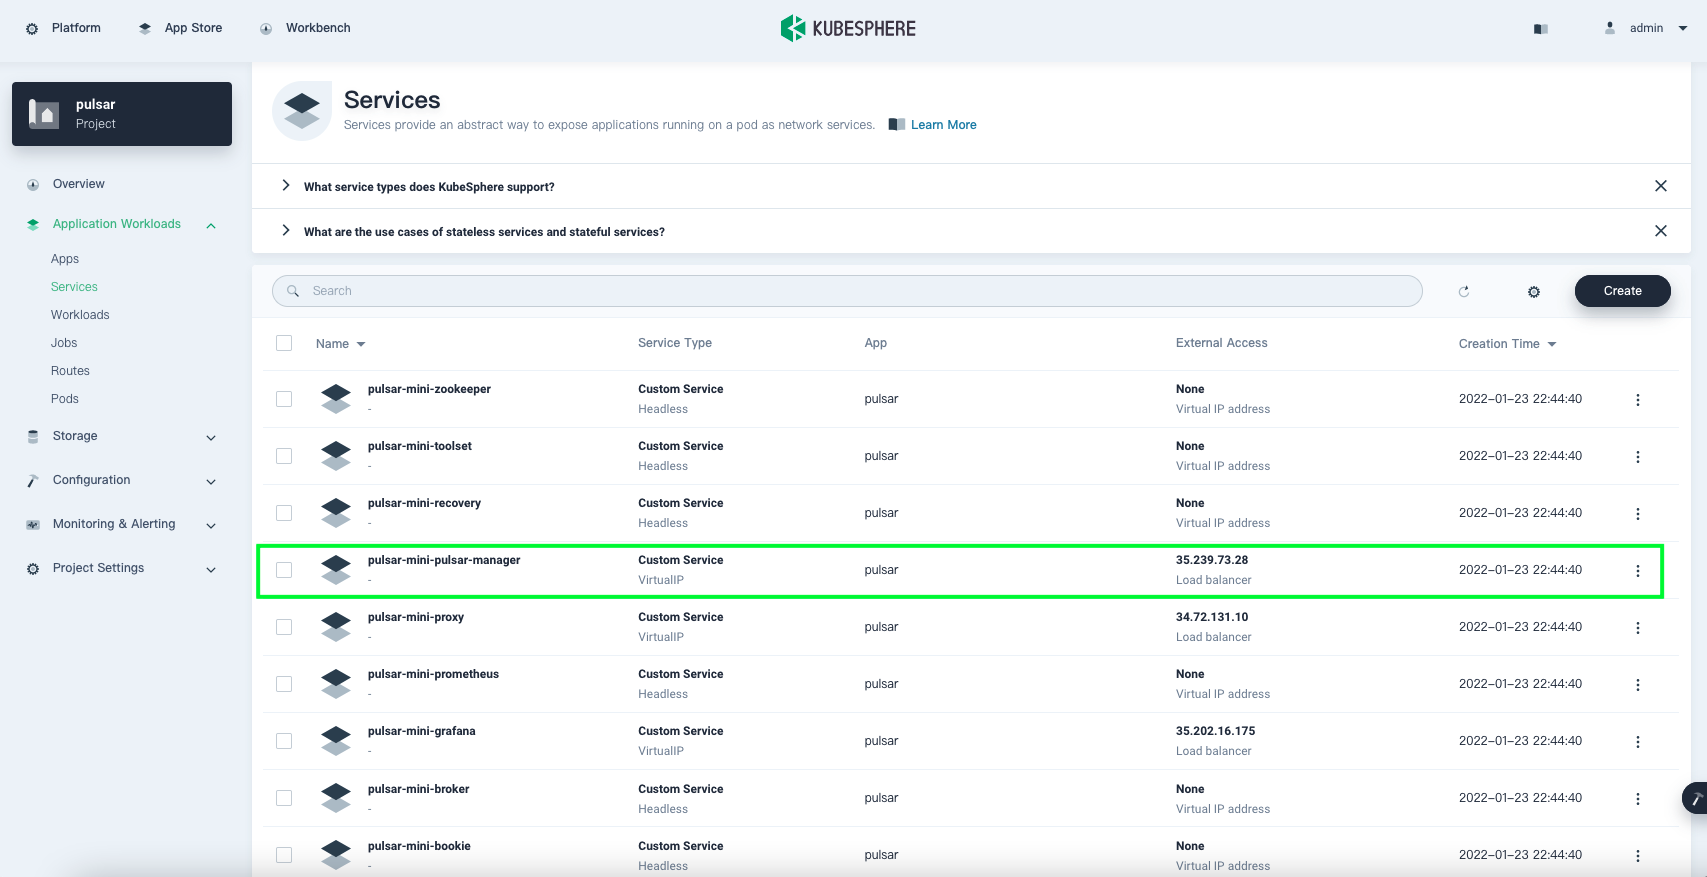 Platform
App Store
Workbench
KUBESPHERE
admin
pulsar
Project
Overview
Application Workloads
Apps
Services
Workloads
Jobs
Routes
Pods
Storage
Configuration
Monitoring & Alerting
Project Settings
Services
Services provide an abstract way to expose applications running on a pod as network services. Learn More
What service types does KubeSphere support?
What are the use cases of stateless services and stateful services?
Search
Create
Name Service Type App External Access Creation Time
pulsar-mini-zookeeper Custom Service pulsar None 2022-01-23 22:44:40
- Headless Virtual IP address
pulsar-mini-toolset Custom Service pulsar None 2022-01-23 22:44:40
- Headless Virtual IP address
pulsar-mini-recovery Custom Service pulsar None 2022-01-23 22:44:40
- Headless Virtual IP address
pulsar-mini-pulsar-manager Custom Service pulsar 35.239.73.28 2022-01-23 22:44:40
- VirtualIP Load balancer
pulsar-mini-proxy Custom Service pulsar 34.72.131.10 2022-01-23 22:44:40
- VirtualIP Load balancer
pulsar-mini-prometheus Custom Service pulsar None 2022-01-23 22:44:40
- Headless Virtual IP address
pulsar-mini-grafana Custom Service pulsar 35.202.16.175 2022-01-23 22:44:40
- VirtualIP Load balancer
pulsar-mini-broker Custom Service pulsar None 2022-01-23 22:44:40
- Headless Virtual IP address
pulsar-mini-bookie Custom Service pulsar None 2022-01-23 22:44:40
- Headless Virtual IP address